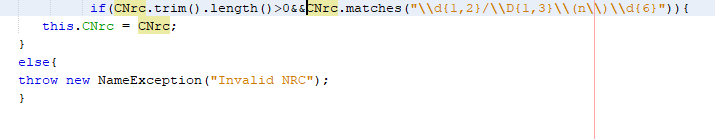 if(CNrc.trim().length()>0&&CNrc.matches("\\d{1,2}/\\D{1,3}\\(n\\)\\d{6}")){
this.CNrc = CNrc;
}
else{
throw new NameException("Invalid NRC");
}